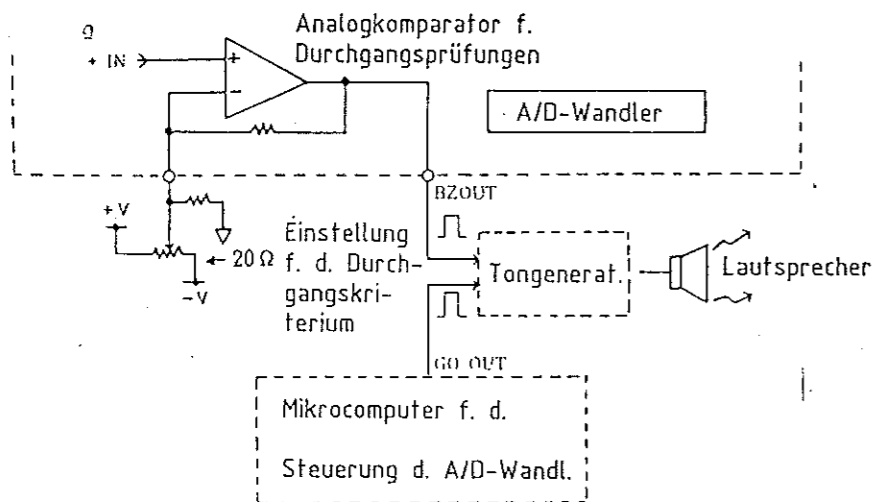 Ω
+ IN
+
−
Analogkomparator f.
Durchgangsprüfungen
A/D-Wandler
BZOUT
+V
−V
20 Ω
Einstellung
f. d. Durch-
gangskri-
terium
Tongenerat.
Lautsprecher
GO OUT
Mikrocomputer f. d.
Steuerung d. A/D-Wandl.